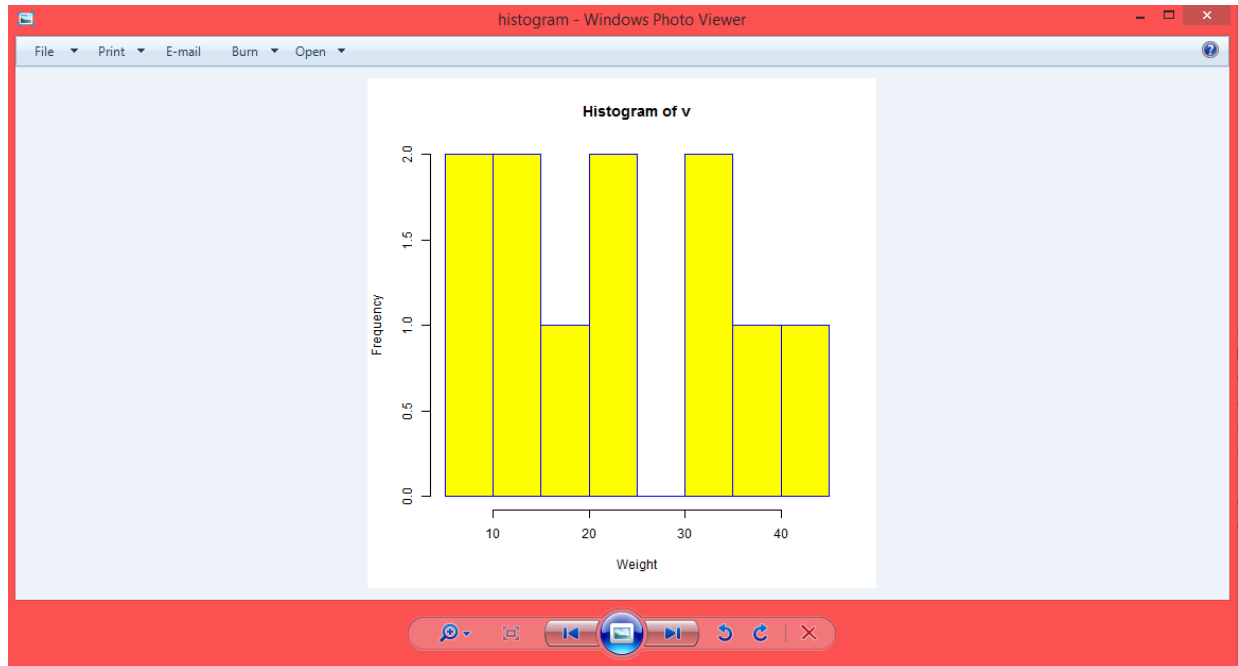 histogram - Windows Photo Viewer
File Print E-mail Burn Open
Histogram of v
2.0
1.5
1.0
0.5
0.0
Frequency
10 20 30 40
Weight